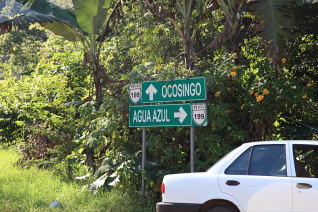 199 ↑ OCOSINGO
AGUA AZUL → 199